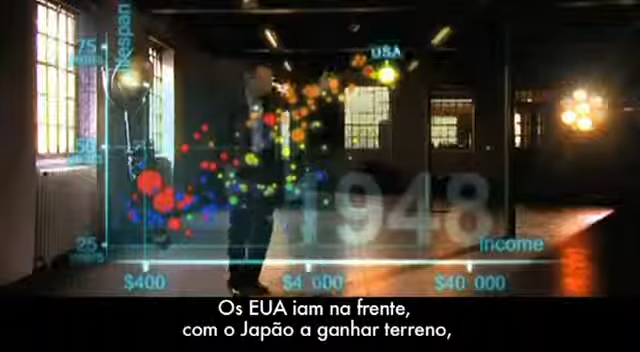 lifespan
75
years
USA
50
years
1948
25
years
income
$400
$4 000
$40 000
Os EUA iam na frente,
com o Japão a ganhar terreno,